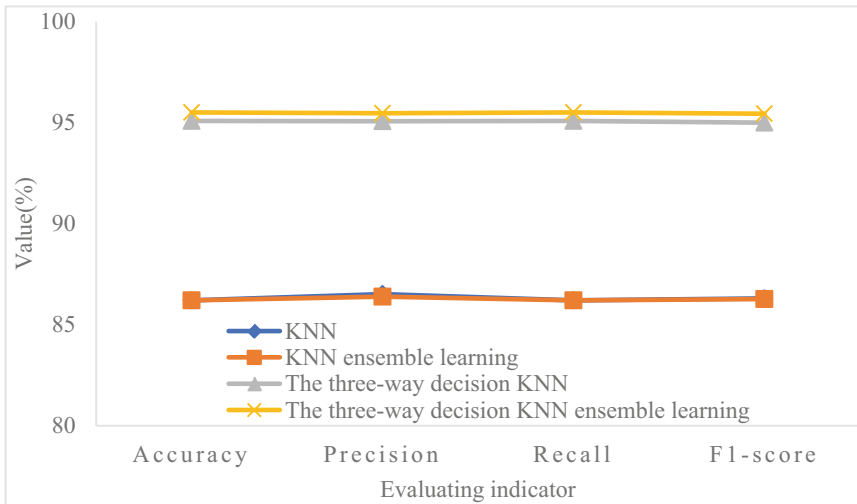 100
95
90
85
80
Value(%)
KNN
KNN ensemble learning
The three-way decision KNN
The three-way decision KNN ensemble learning
Accuracy Precision Recall F1-score
Evaluating indicator